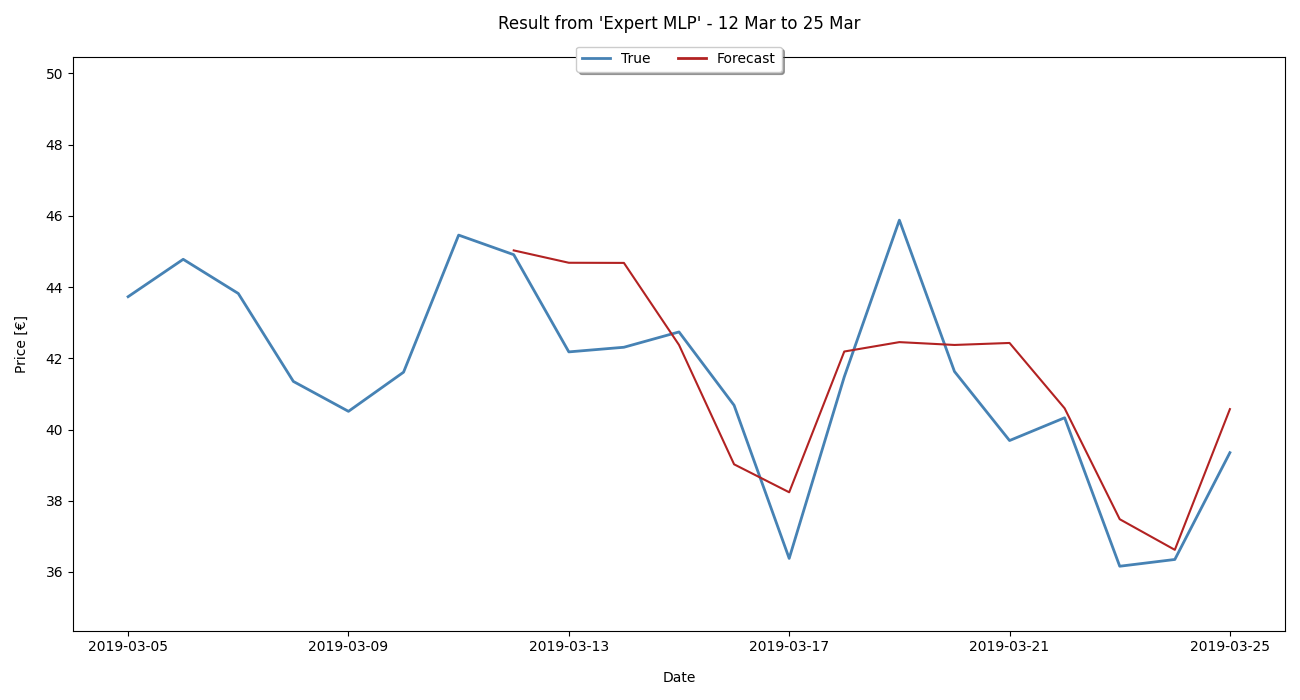 Result from 'Expert MLP' - 12 Mar to 25 Mar
True Forecast
50
48
46
44
42
40
38
36
Price [€]
2019-03-05 2019-03-09 2019-03-13 2019-03-17 2019-03-21 2019-03-25
Date